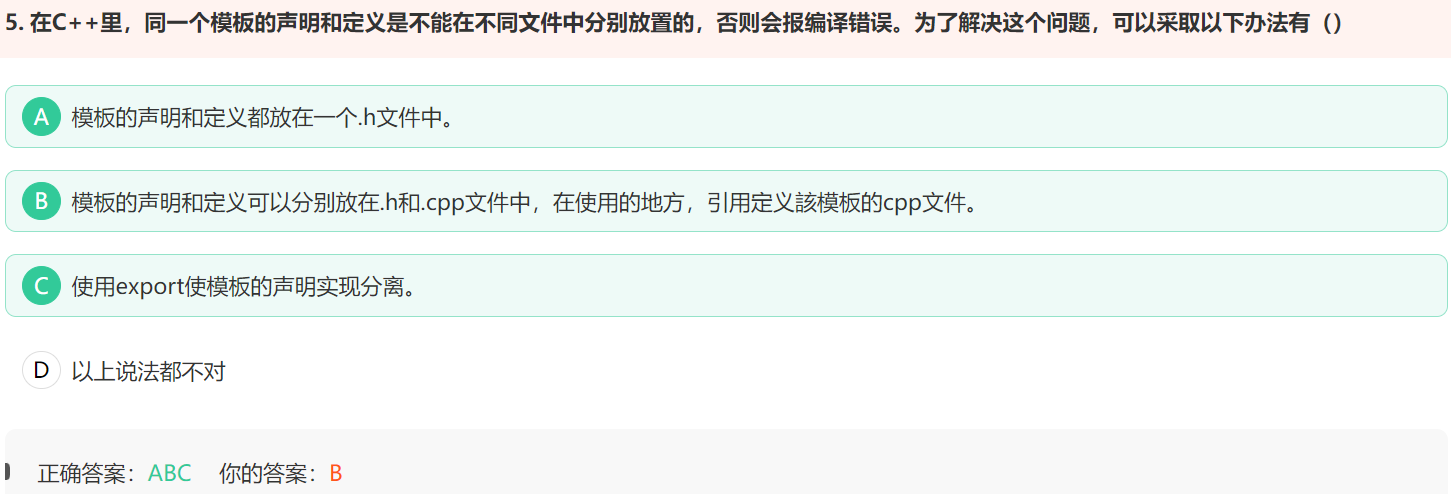 5. 在C++里，同一个模板的声明和定义是不能在不同文件中分别放置的，否则会报编译错误。为了解决这个问题，可以采取以下办法有（）
A 模板的声明和定义都放在一个.h文件中。
B 模板的声明和定义可以分别放在.h和.cpp文件中，在使用的地方，引用定义該模板的cpp文件。
C 使用export使模板的声明实现分离。
D 以上说法都不对
正确答案：ABC 你的答案：B